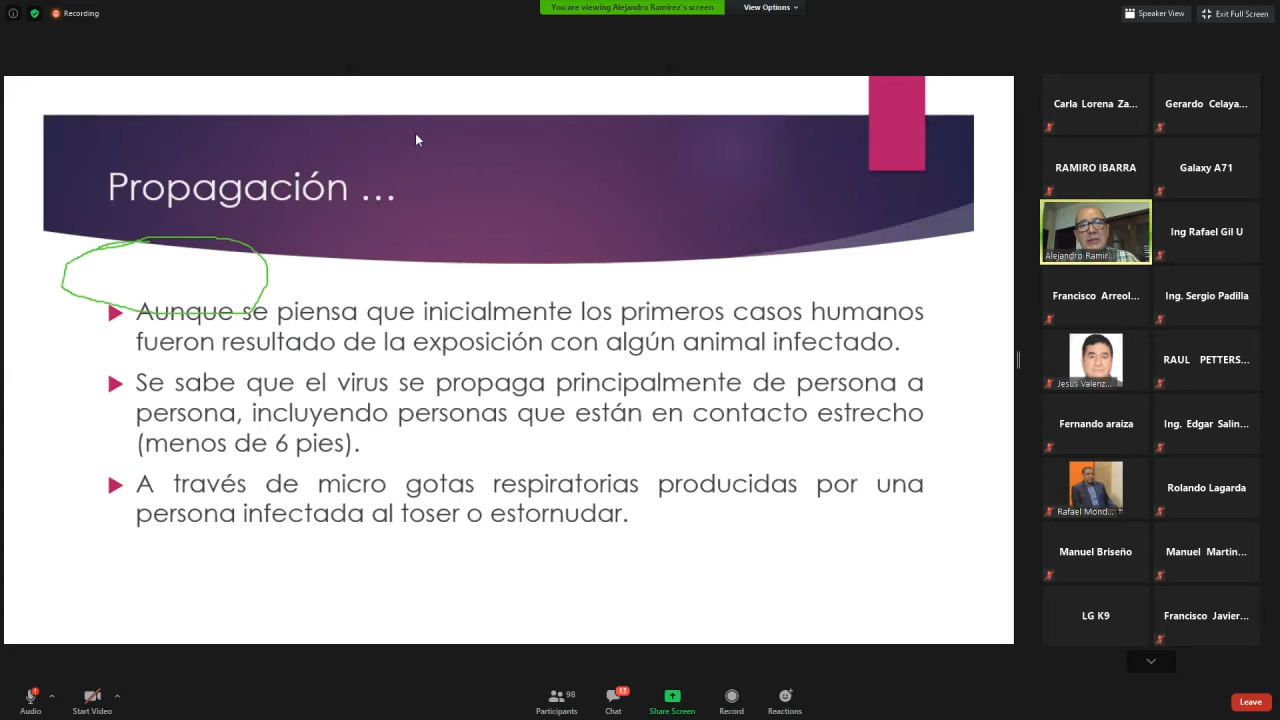 Recording
You are viewing Alejandro Ramirez's screen
View Options
Speaker View
Exit Full Screen
Propagación ...
Aunque se piensa que inicialmente los primeros casos humanos
fueron resultado de la exposición con algún animal infectado.
Se sabe que el virus se propaga principalmente de persona a
persona, incluyendo personas que están en contacto estrecho
(menos de 6 pies).
A través de micro gotas respiratorias producidas por una
persona infectada al toser o estornudar.
Carla Lorena Za...
Gerardo Celaya...
RAMIRO IBARRA
Galaxy A71
Alejandro Ramir...
Ing Rafael Gil U
Francisco Arreol...
Ing. Sergio Padilla
Jesús Valenz...
RAUL PETTERS...
Fernando araiza
Ing. Edgar Salin...
Rafael Mond...
Rolando Lagarda
Manuel Briseño
Manuel Martin...
LG K9
Francisco Javier...
Audio
Start Video
98
Participants
13
Chat
Share Screen
Record
Reactions
Leave